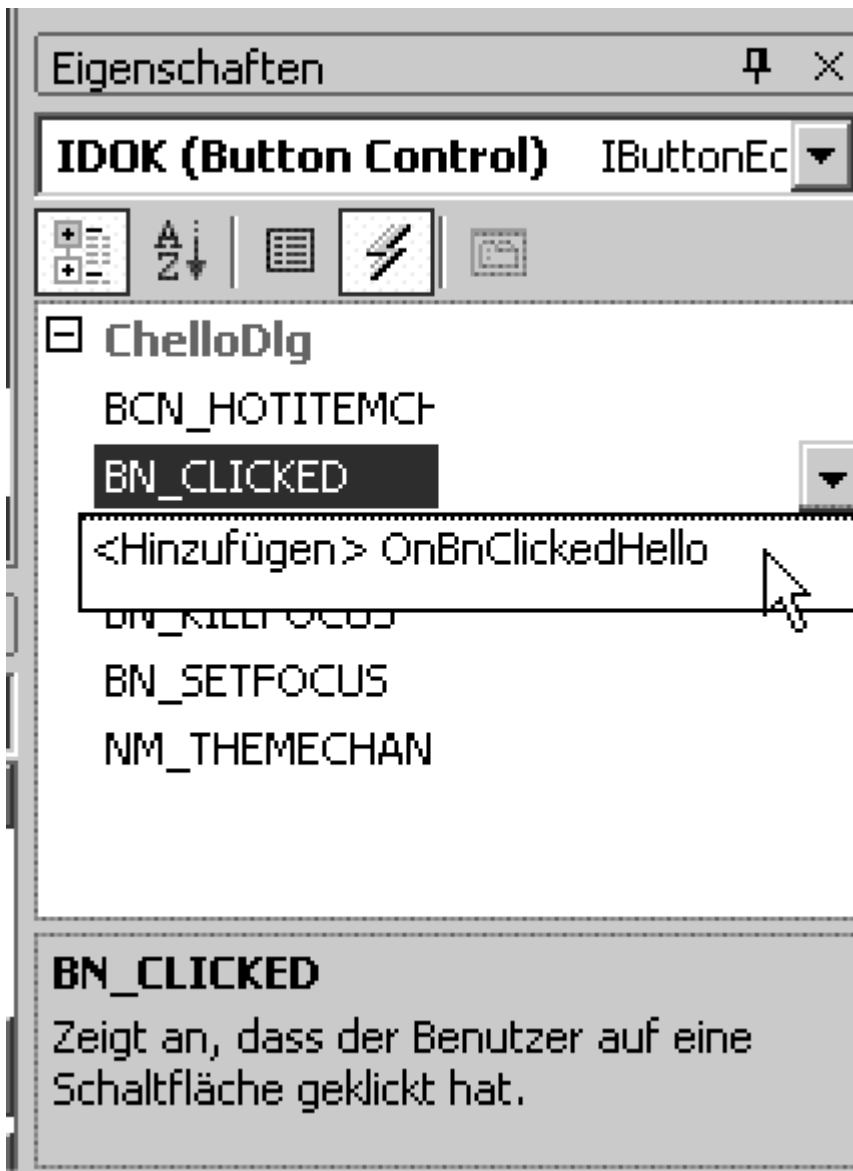 Eigenschaften
IDOK (Button Control) IButtonEc
ChelloDlg
BCN_HOTITEMCH
BN_CLICKED
<Hinzufügen> OnBnClickedHello
BN_KILLFOCUS
BN_SETFOCUS
NM_THEMECHAN
BN_CLICKED
Zeigt an, dass der Benutzer auf eine
Schaltfläche geklickt hat.